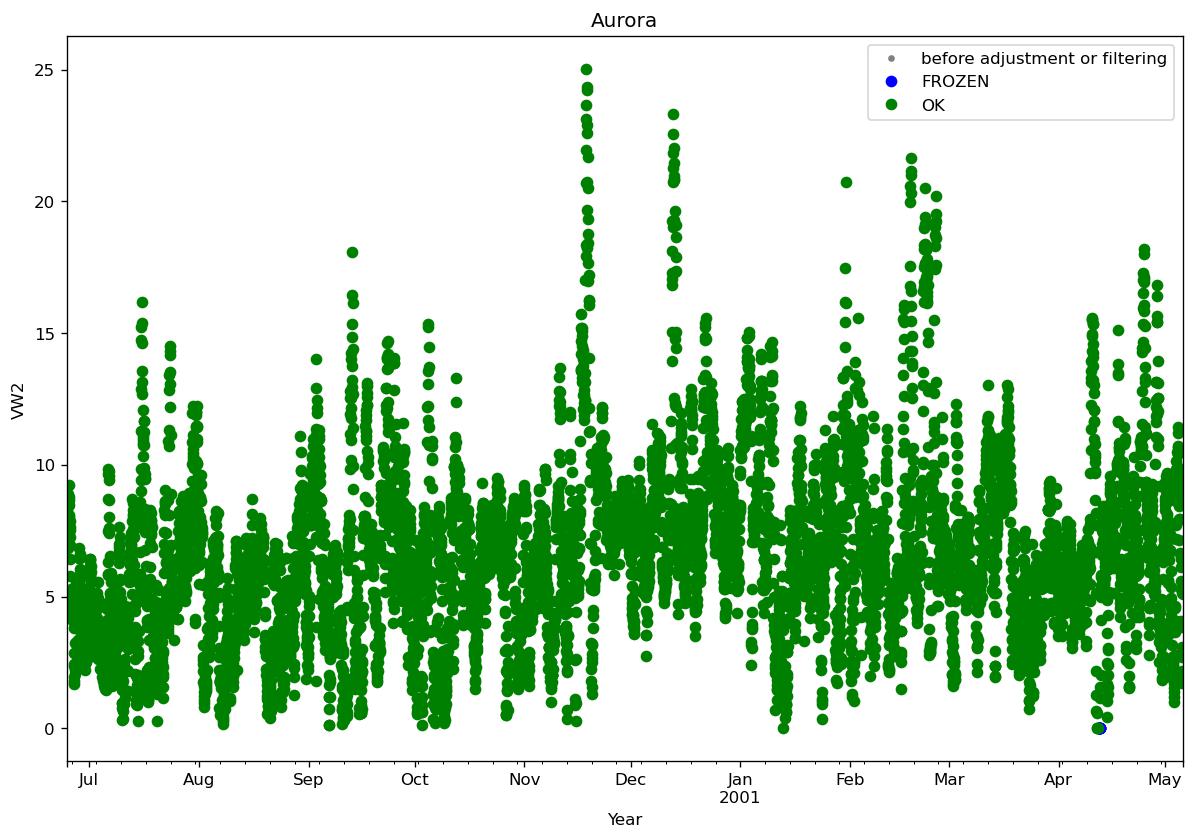 Aurora
before adjustment or filtering
FROZEN
OK
25
20
15
10
5
0
VW2
Jul Aug Sep Oct Nov Dec Jan Feb Mar Apr May
2001
Year